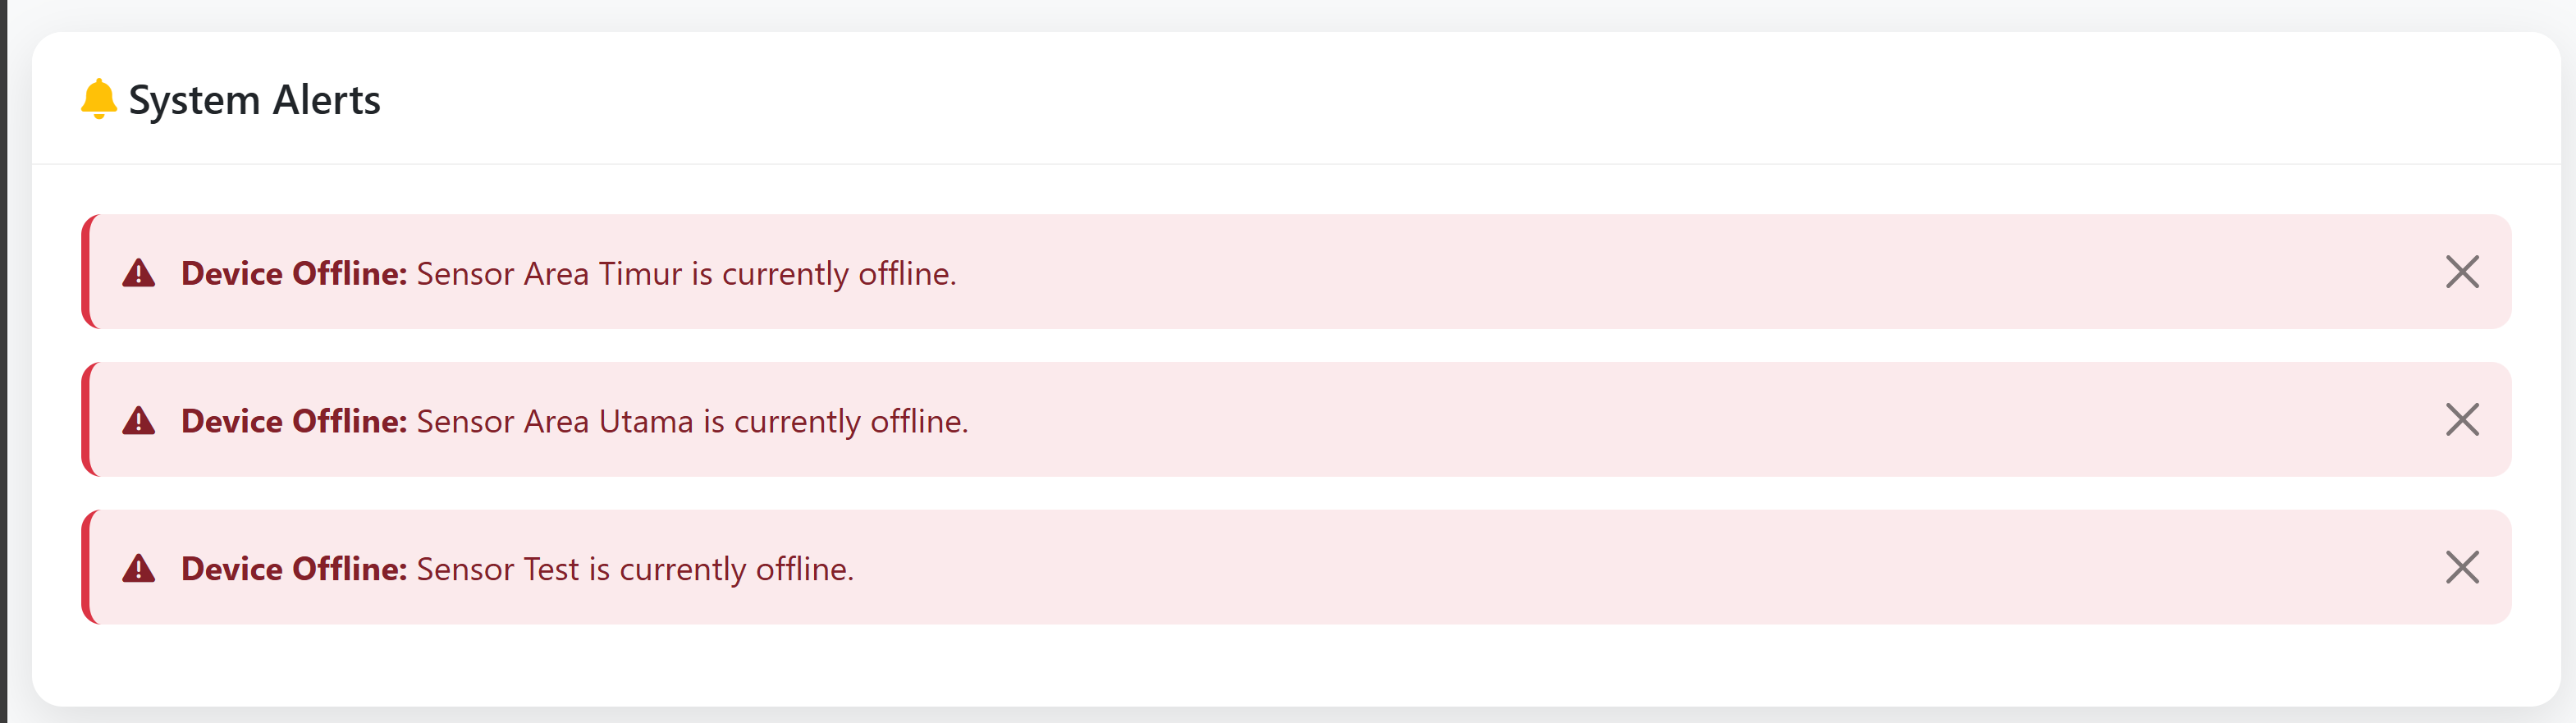 System Alerts
Device Offline: Sensor Area Timur is currently offline.
Device Offline: Sensor Area Utama is currently offline.
Device Offline: Sensor Test is currently offline.